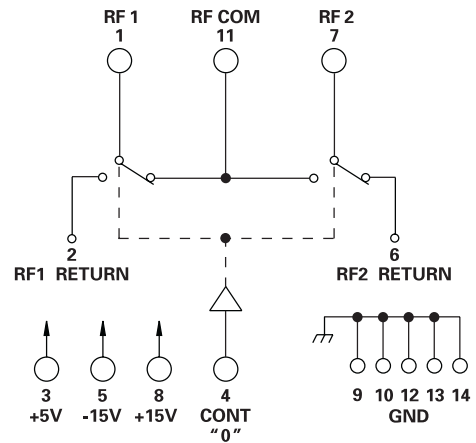 RF 1 RF COM RF 2
1 11 7
2 6
RF1 RETURN RF2 RETURN
3 5 8 4 9 10 12 13 14
+5V -15V +15V CONT GND
"0"